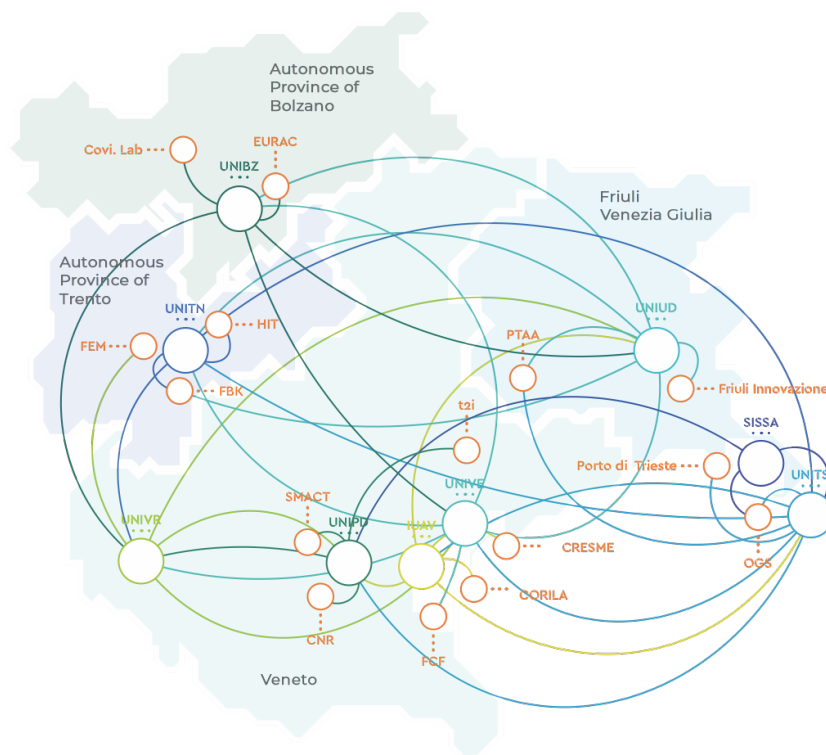 Autonomous
Province of
Bolzano
Covi. Lab
EURAC
UNIBZ
Friuli
Venezia Giulia
Autonomous
Province of
Trento
UNITN
HIT
FEM
FBK
PTAA
UNIUD
Friuli Innovazione
t2i
SISSA
Porto di Trieste
UNITS
SMACT
UNIVE
UNIVR
UNIPD
IUAV
CRESME
OGS
CORILA
CNR
FCF
Veneto